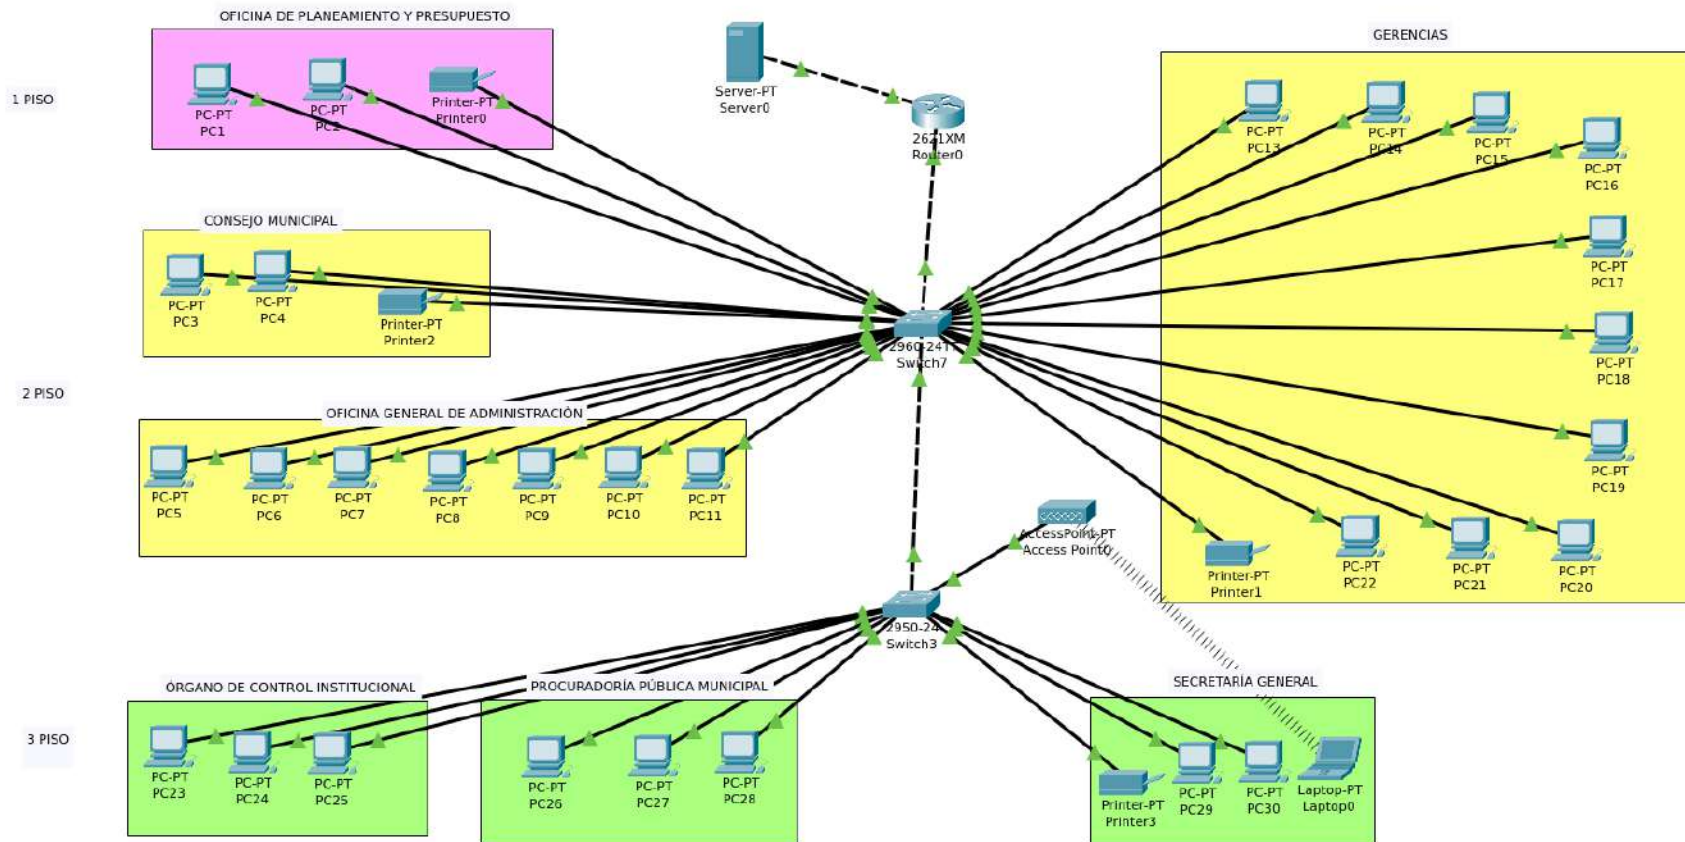 OFICINA DE PLANEAMIENTO Y PRESUPUESTO
GERENCIAS
1 PISO
PC-PT
PC1
PC-PT
PC2
Printer-PT
Printer0
Server-PT
Server0
2621XM
Router0
PC-PT
PC13
PC-PT
PC14
PC-PT
PC15
PC-PT
PC16
CONSEJO MUNICIPAL
PC-PT
PC3
PC-PT
PC4
Printer-PT
Printer2
PC-PT
PC17
2960-24TT
Switch7
PC-PT
PC18
2 PISO
OFICINA GENERAL DE ADMINISTRACIÓN
PC-PT
PC5
PC-PT
PC6
PC-PT
PC7
PC-PT
PC8
PC-PT
PC9
PC-PT
PC10
PC-PT
PC11
PC-PT
PC19
AccessPoint-PT
Access Point0
Printer-PT
Printer1
PC-PT
PC22
PC-PT
PC21
PC-PT
PC20
2950-24
Switch3
3 PISO
ÓRGANO DE CONTROL INSTITUCIONAL
PROCURADORÍA PÚBLICA MUNICIPAL
SECRETARÍA GENERAL
PC-PT
PC23
PC-PT
PC24
PC-PT
PC25
PC-PT
PC26
PC-PT
PC27
PC-PT
PC28
Printer-PT
Printer3
PC-PT
PC29
PC-PT
PC30
Laptop-PT
Laptop0